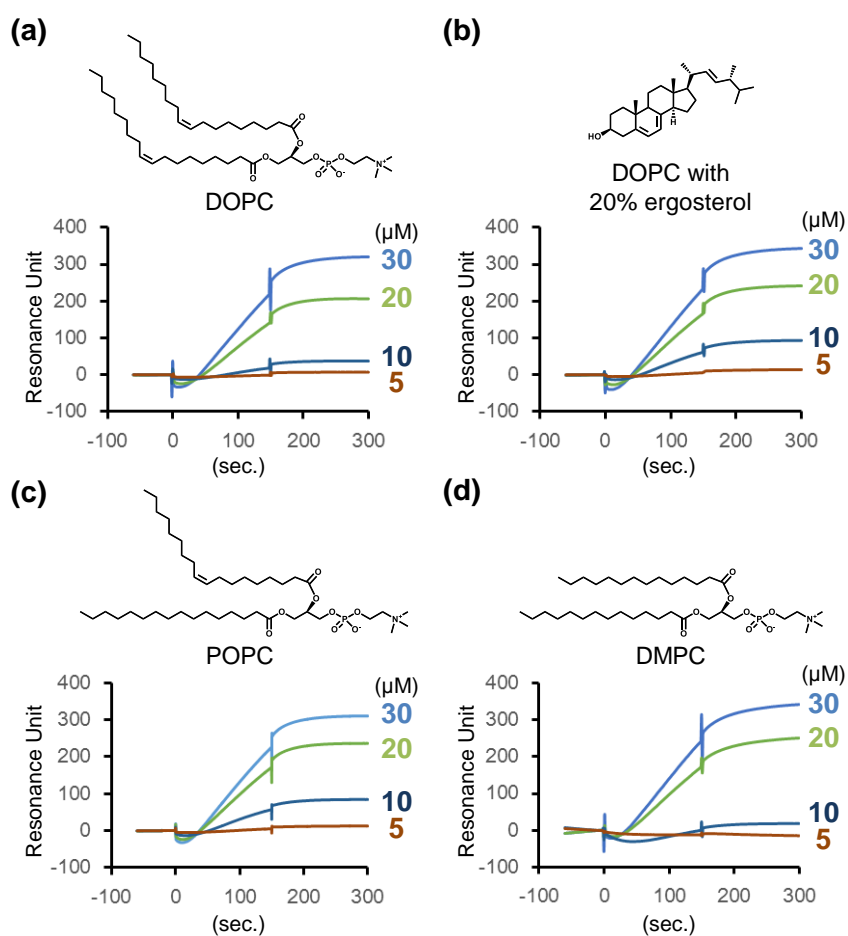 (a)
DOPC
(µM)
400
300
200
100
0
-100
Resonance Unit
30
20
10
5
-100 0 100 200 300
(sec.)
O
O
O
O
O
P
O
O
O-
N+
(b)
HO
H
DOPC with
20% ergosterol
(µM)
400
300
200
100
0
-100
Resonance Unit
30
20
10
5
-100 0 100 200 300
(sec.)
(c)
O
O
O
O
O
P
O
O
O-
N+
POPC
(µM)
400
300
200
100
0
-100
Resonance Unit
30
20
10
5
-100 0 100 200 300
(sec.)
(d)
O
O
O
O
O
P
O
O
O-
N+
DMPC
(µM)
400
300
200
100
0
-100
Resonance Unit
30
20
10
5
-100 0 100 200 300
(sec.)